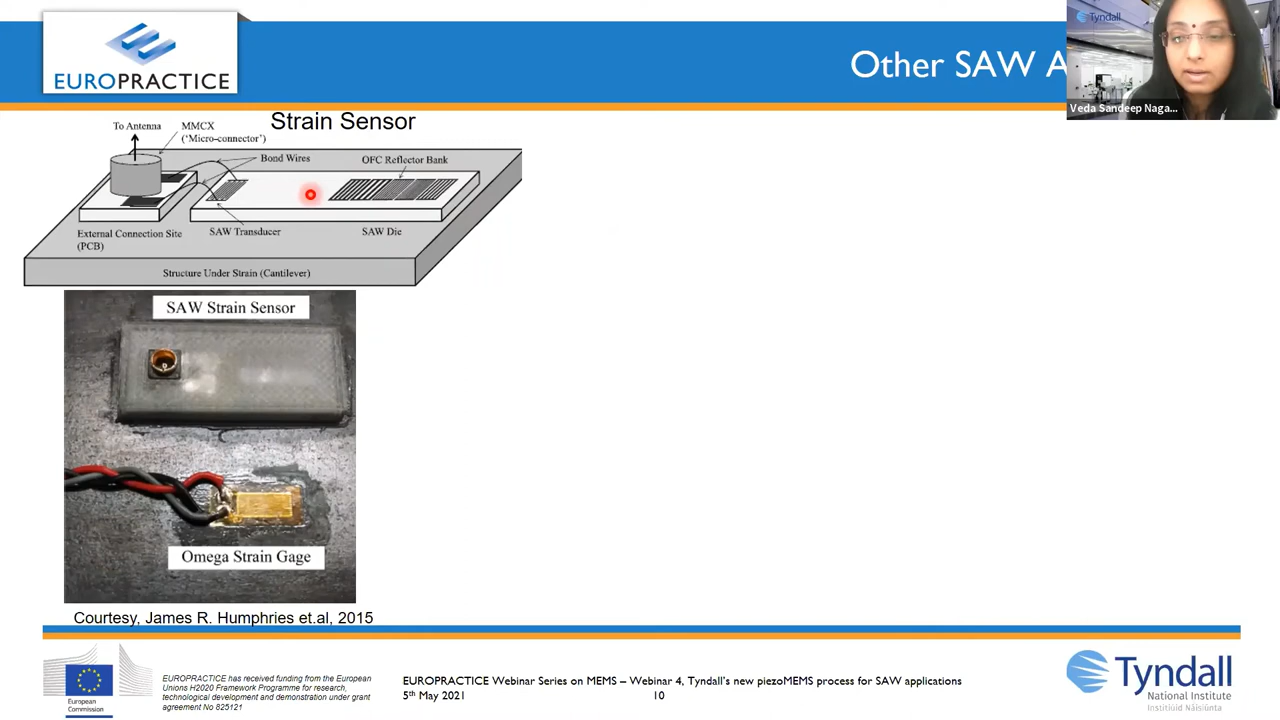 EUROPRACTICE
Other SAW A
Tyndall
Veda Sandeep Naga...
Strain Sensor
To Antenna
MMCX
('Micro-connector')
Bond Wires
OFC Reflector Bank
External Connection Site
(PCB)
SAW Transducer
SAW Die
Structure Under Strain (Cantilever)
SAW Strain Sensor
Omega Strain Gage
Courtesy, James R. Humphries et.al, 2015
European
Commission
EUROPRACTICE has received funding from the European
Unions H2020 Framework Programme for research,
technological development and demonstration under grant
agreement No 825121
EUROPRACTICE Webinar Series on MEMS – Webinar 4, Tyndall's new piezoMEMS process for SAW applications
5th May 2021
10
Tyndall
National Institute
Institiúid Náisiúnta